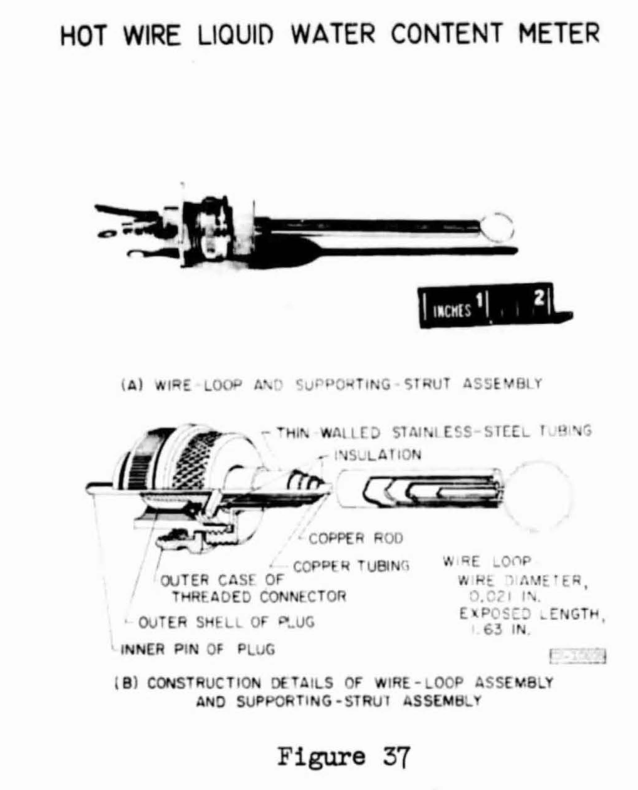 HOT WIRE LIQUID WATER CONTENT METER
INCHES 1 2
(A) WIRE-LOOP AND SUPPORTING-STRUT ASSEMBLY
THIN-WALLED STAINLESS-STEEL TUBING
INSULATION
COPPER ROD
COPPER TUBING
OUTER CASE OF
THREADED CONNECTOR
OUTER SHELL OF PLUG
INNER PIN OF PLUG
WIRE LOOP
WIRE DIAMETER,
0.021 IN.
EXPOSED LENGTH,
1.63 IN.
(B) CONSTRUCTION DETAILS OF WIRE-LOOP ASSEMBLY
AND SUPPORTING-STRUT ASSEMBLY
Figure 37